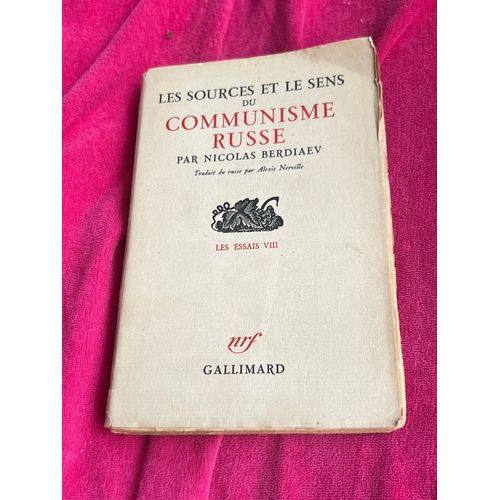 LES SOURCES ET LE SENS
DU
COMMUNISME
RUSSE
PAR NICOLAS BERDIAEV
Traduit du russe par Alexis Nerville
LES ESSAIS VIII
nrf
GALLIMARD